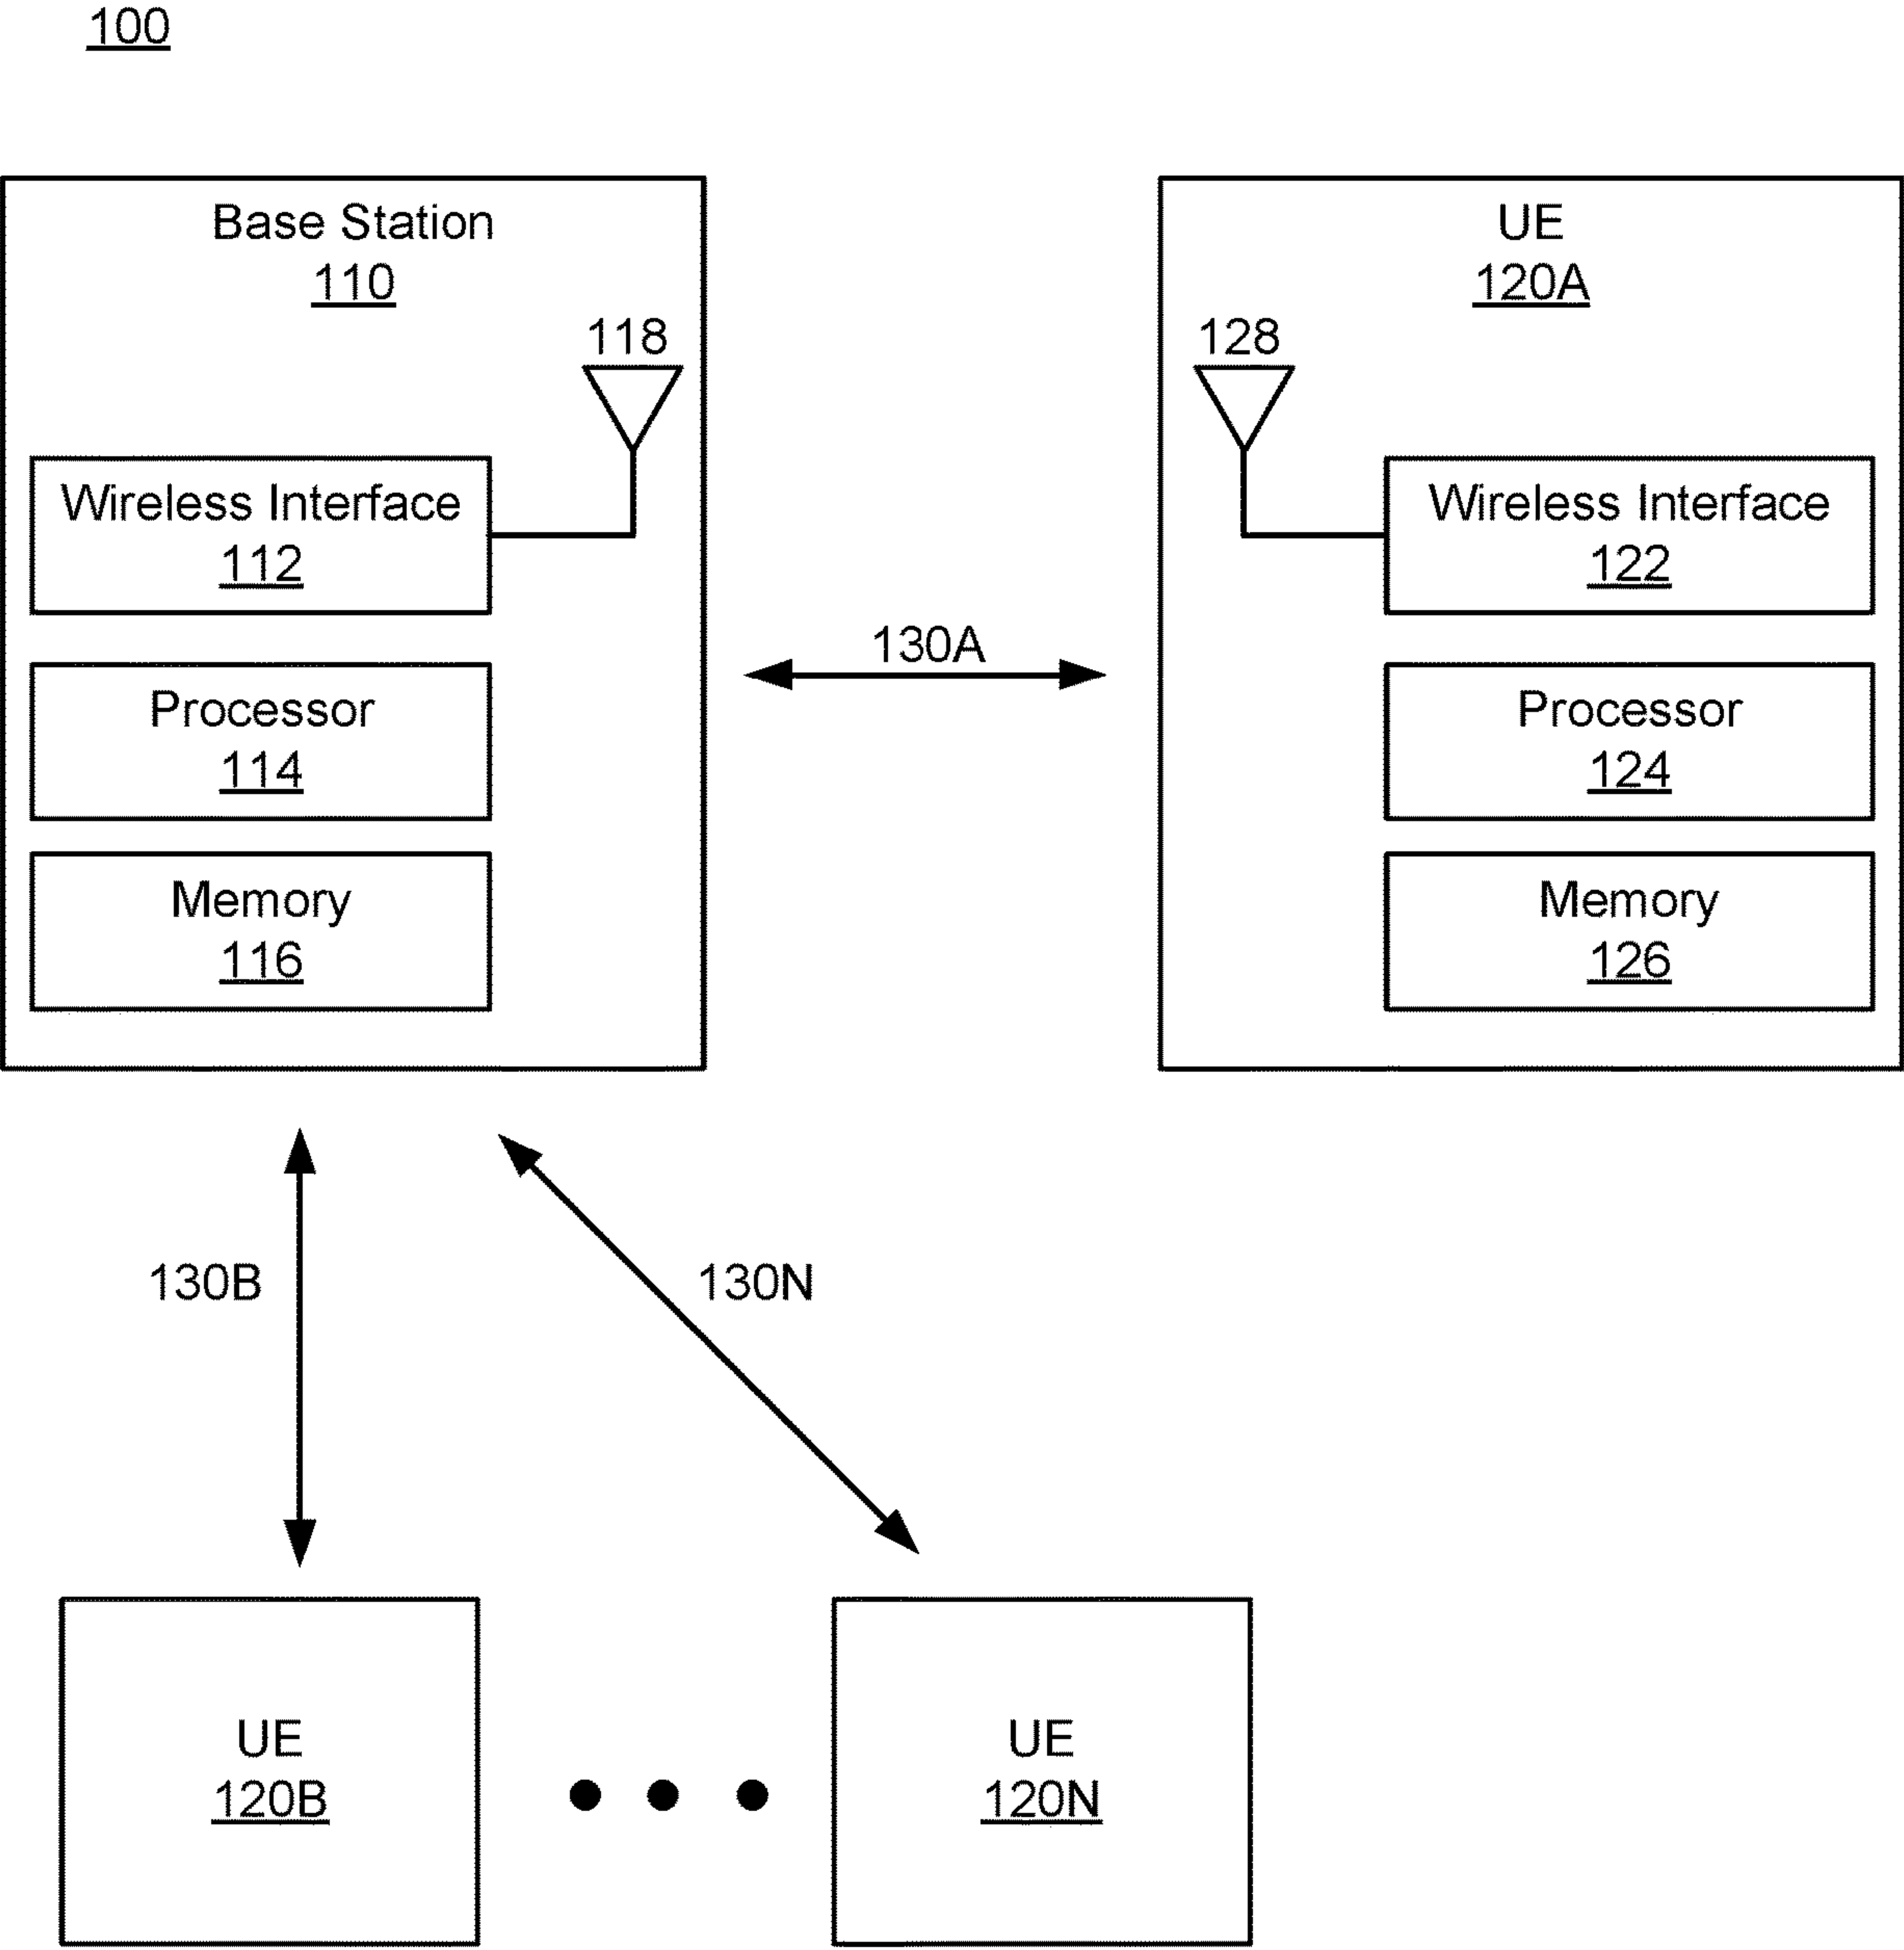 100
Base Station
110
118
Wireless Interface
112
Processor
114
Memory
116
130A
UE
120A
128
Wireless Interface
122
Processor
124
Memory
126
130B
130N
UE
120B
UE
120N